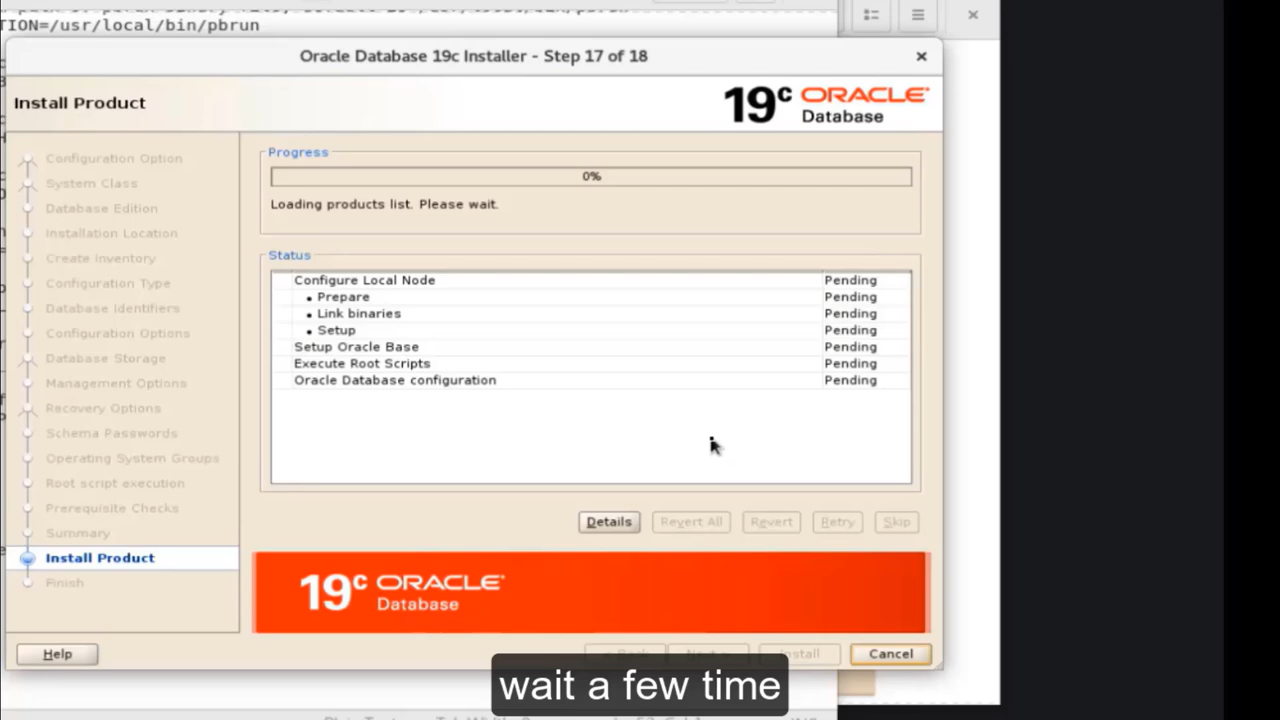 TION=/usr/local/bin/pbrun
Oracle Database 19c Installer - Step 17 of 18
Install Product
19c ORACLE
Database
Configuration Option
System Class
Database Edition
Installation Location
Create Inventory
Configuration Type
Database Identifiers
Configuration Options
Database Storage
Management Options
Recovery Options
Schema Passwords
Operating System Groups
Root script execution
Prerequisite Checks
Summary
Install Product
Finish
Progress
0%
Loading products list. Please wait.
Status
Configure Local Node Pending
• Prepare Pending
• Link binaries Pending
• Setup Pending
Setup Oracle Base Pending
Execute Root Scripts Pending
Oracle Database configuration Pending
Details Revert All Revert Retry Skip
19c ORACLE
Database
Help Install Cancel
wait a few time